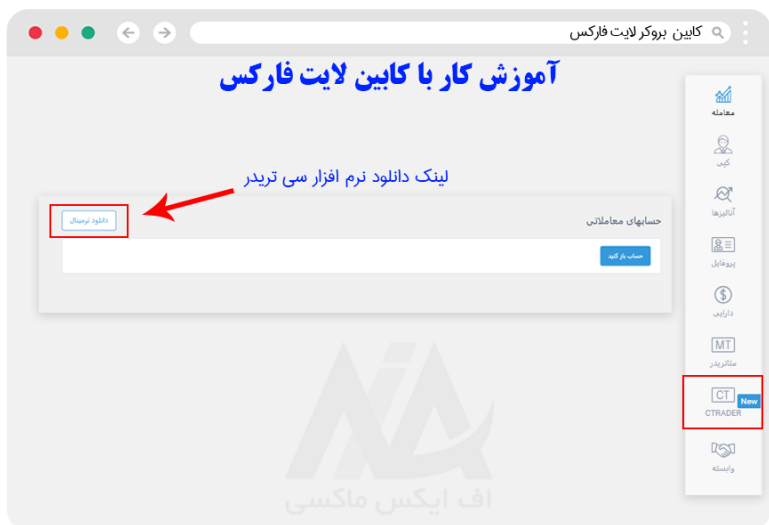 کابین بروکر لایت فارکس
آموزش کار با کابین لایت فارکس
معامله
کپی
آنالیزها
پروفایل
دارایی
MT
متاتریدر
CT
New
CTRADER
وابسته
لینک دانلود نرم افزار سی تریدر
حسابهای معاملاتی
دانلود ترمینال
حساب باز کنید
اف ایکس ماکسی